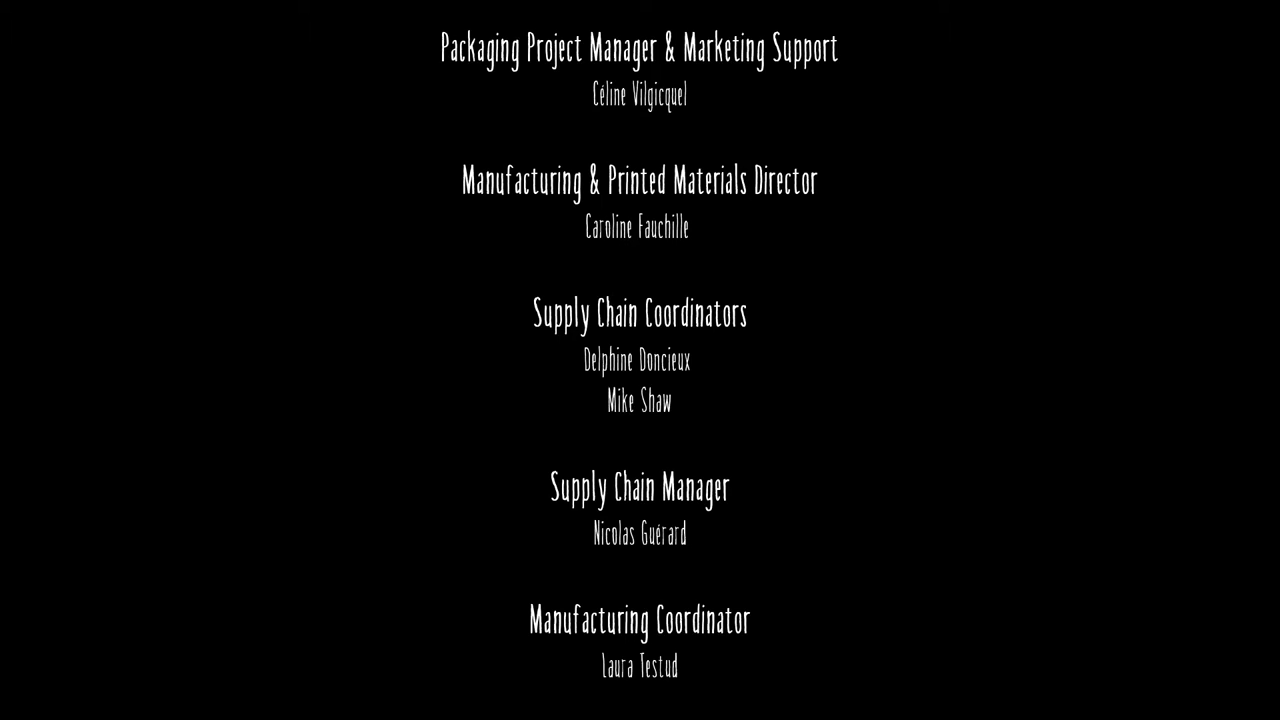 Packaging Project Manager & Marketing Support
Céline Vilgicquel
Manufacturing & Printed Materials Director
Caroline Fauchille
Supply Chain Coordinators
Delphine Doncieux
Mike Shaw
Supply Chain Manager
Nicolas Guérard
Manufacturing Coordinator
Laura Testud